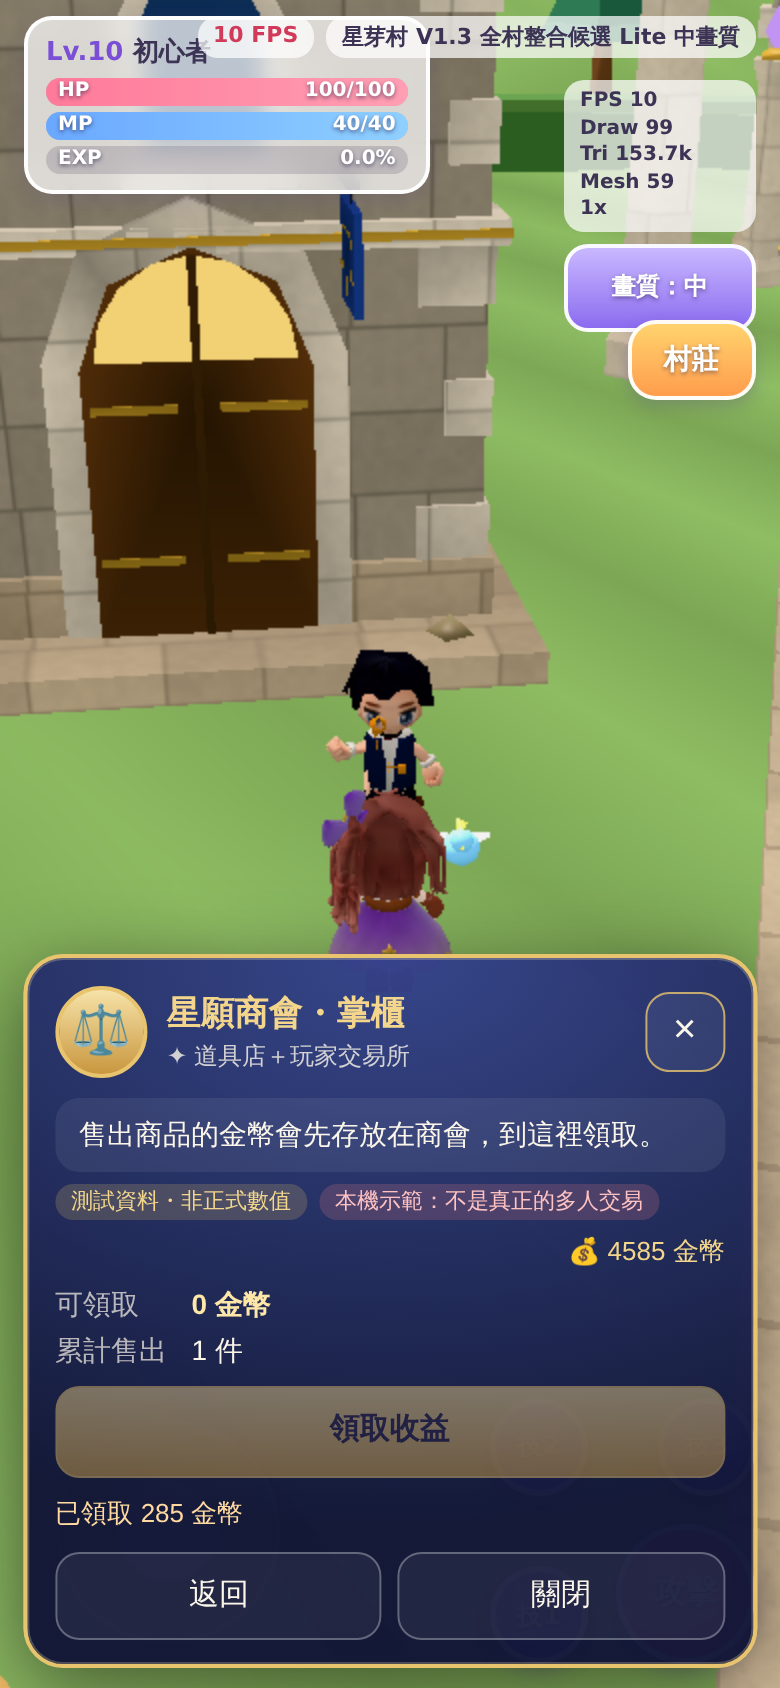 Lv.10 初心者
10 FPS
星芽村 V1.3 全村整合候選 Lite 中畫質
HP 100/100
MP 40/40
EXP 0.0%
FPS 10
Draw 99
Tri 153.7k
Mesh 59
1x
畫質：中
村莊
星願商會・掌櫃
✦ 道具店＋玩家交易所
×
售出商品的金幣會先存放在商會，到這裡領取。
測試資料・非正式數值
本機示範：不是真正的多人交易
4585 金幣
可領取 0 金幣
累計售出 1 件
領取收益
已領取 285 金幣
返回
關閉